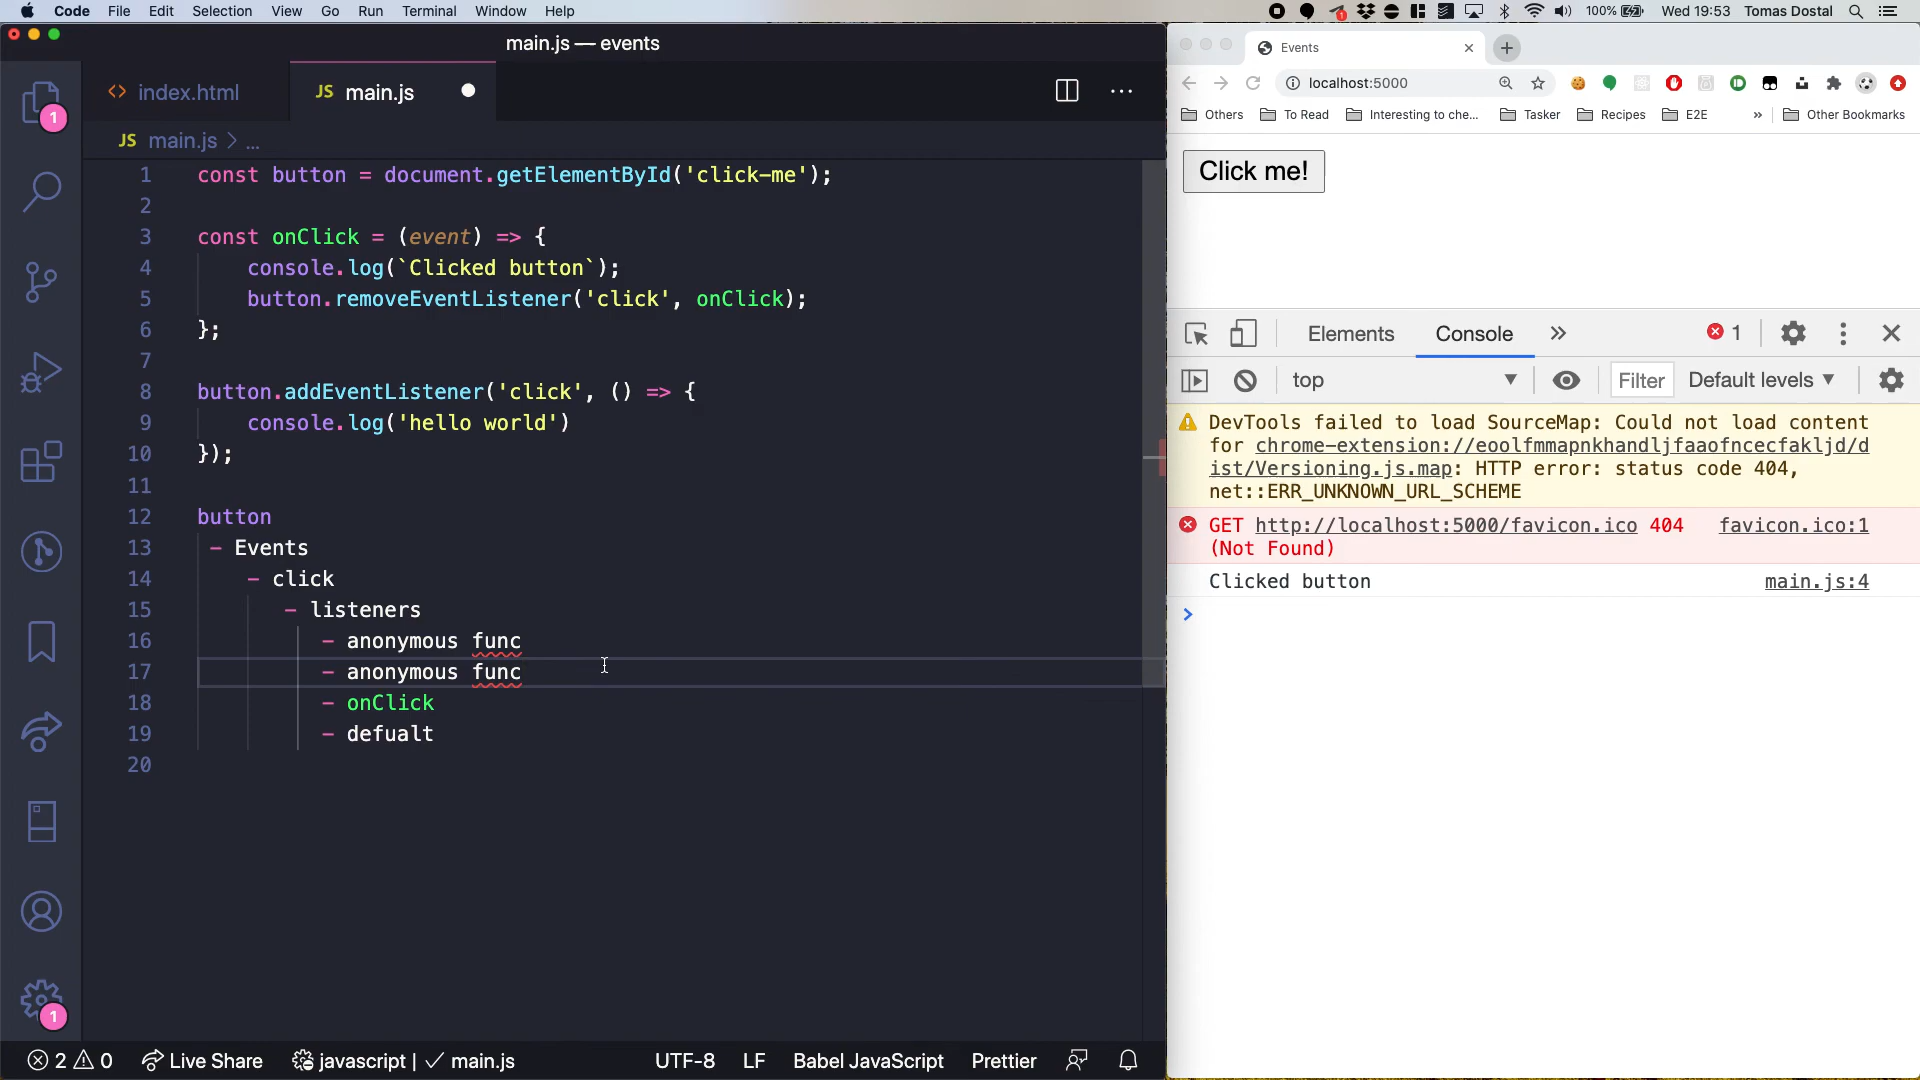 Code File Edit Selection View Go Run Terminal Window Help
1 100% Wed 19:53 Tomas Dostal
main.js — events
index.html
JS main.js
JS main.js > ...
1 const button = document.getElementById('click-me');
2
3 const onClick = (event) => {
4 console.log(`Clicked button`);
5 button.removeEventListener('click', onClick);
6 };
7
8 button.addEventListener('click', () => {
9 console.log('hello world')
10 });
11
12 button
13 - Events
14 - click
15 - listeners
16 - anonymous func
17 - anonymous func
18 - onClick
19 - defualt
20
1
1
2 0 Live Share javascript | ✓ main.js UTF-8 LF Babel JavaScript Prettier
Events
localhost:5000
Others To Read Interesting to che... Tasker Recipes E2E » Other Bookmarks
Click me!
Elements Console » 1
top Filter Default levels
DevTools failed to load SourceMap: Could not load content
for chrome-extension://eoolfmmapnkhandljfaaofncecfakljd/d
ist/Versioning.js.map: HTTP error: status code 404,
net::ERR_UNKNOWN_URL_SCHEME
GET http://localhost:5000/favicon.ico 404 favicon.ico:1
(Not Found)
Clicked button main.js:4
>